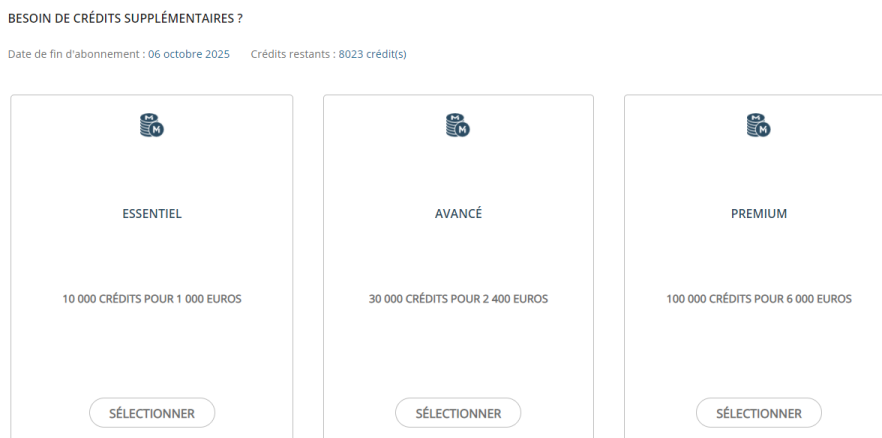 BESOIN DE CRÉDITS SUPPLÉMENTAIRES ?
Date de fin d'abonnement : 06 octobre 2025 Crédits restants : 8023 crédit(s)
M
M
ESSENTIEL
10 000 CRÉDITS POUR 1 000 EUROS
SÉLECTIONNER
M
M
AVANCÉ
30 000 CRÉDITS POUR 2 400 EUROS
SÉLECTIONNER
M
M
PREMIUM
100 000 CRÉDITS POUR 6 000 EUROS
SÉLECTIONNER